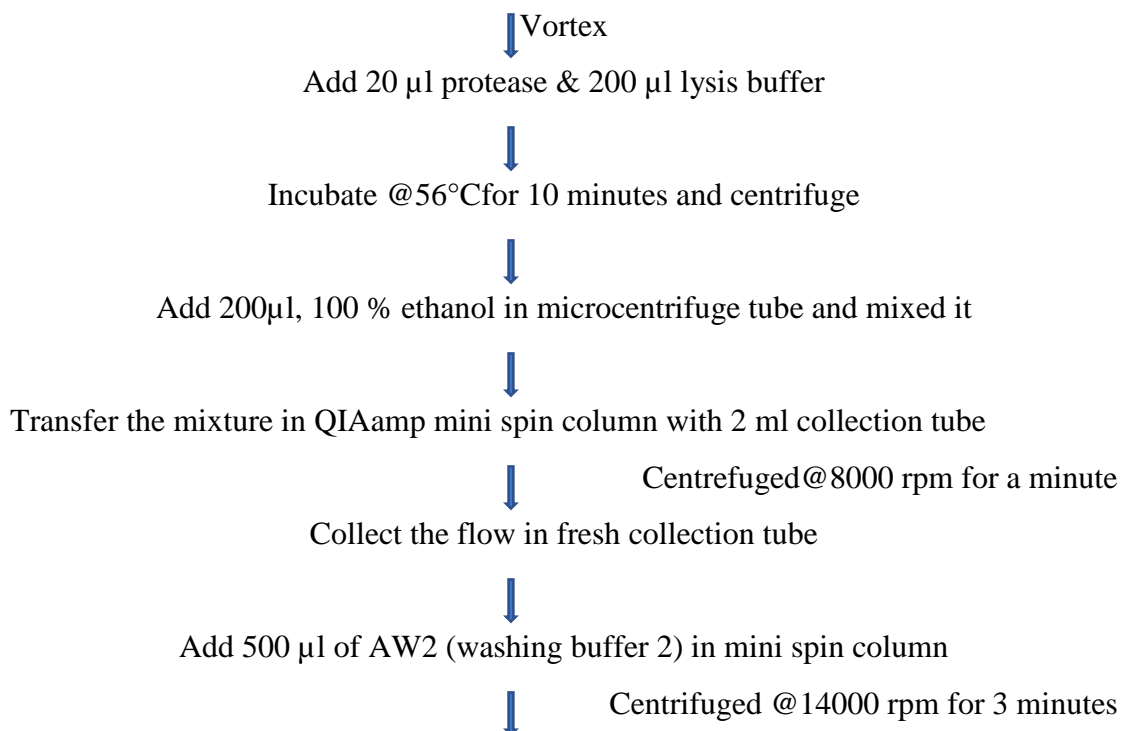 Vortex
Add 20 µl protease & 200 µl lysis buffer
Incubate @56°Cfor 10 minutes and centrifuge
Add 200µl, 100 % ethanol in microcentrifuge tube and mixed it
Transfer the mixture in QIAamp mini spin column with 2 ml collection tube
Centrefuged@8000 rpm for a minute
Collect the flow in fresh collection tube
Add 500 µl of AW2 (washing buffer 2) in mini spin column
Centrifuged @14000 rpm for 3 minutes